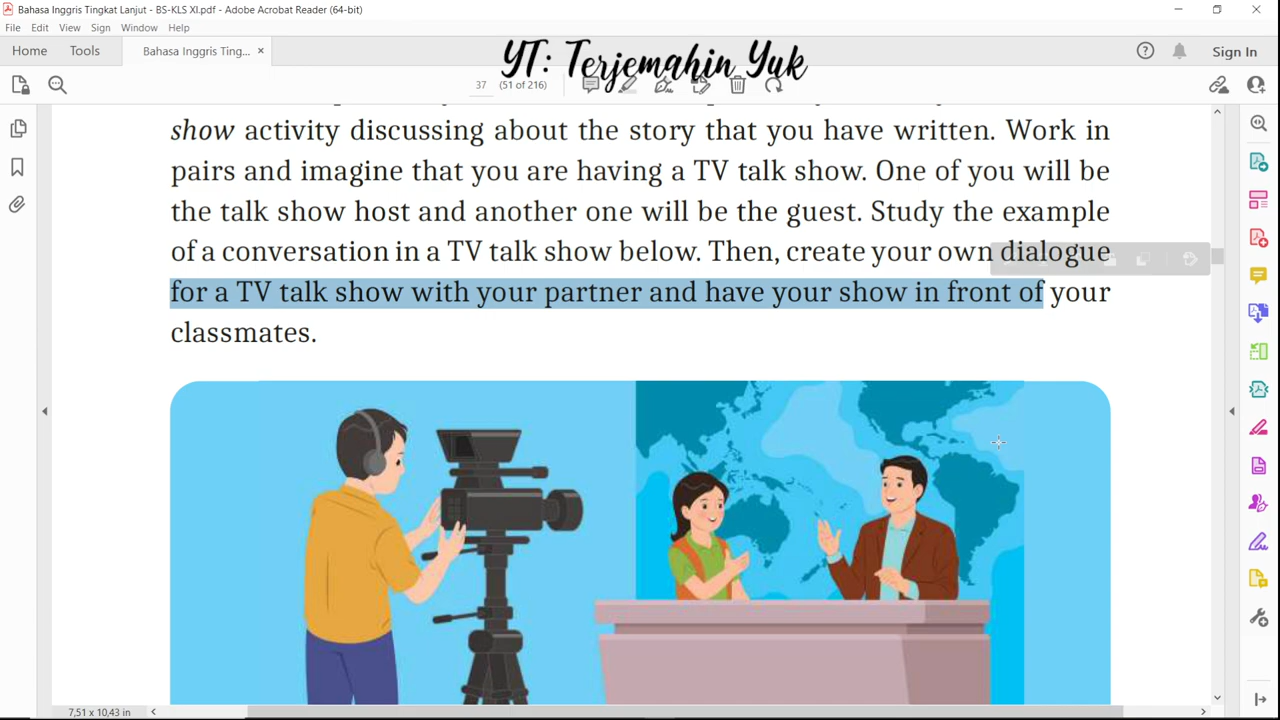 Bahasa Inggris Tingkat Lanjut - BS-KLS XI.pdf - Adobe Acrobat Reader (64-bit)
File Edit View Sign Window Help
Home Tools Bahasa Inggris Ting... × Sign In
YT: Terjemahin Yuk
37 (51 of 216)
show activity discussing about the story that you have written. Work in
pairs and imagine that you are having a TV talk show. One of you will be
the talk show host and another one will be the guest. Study the example
of a conversation in a TV talk show below. Then, create your own dialogue
for a TV talk show with your partner and have your show in front of your
classmates.
7,51 x 10,43 in